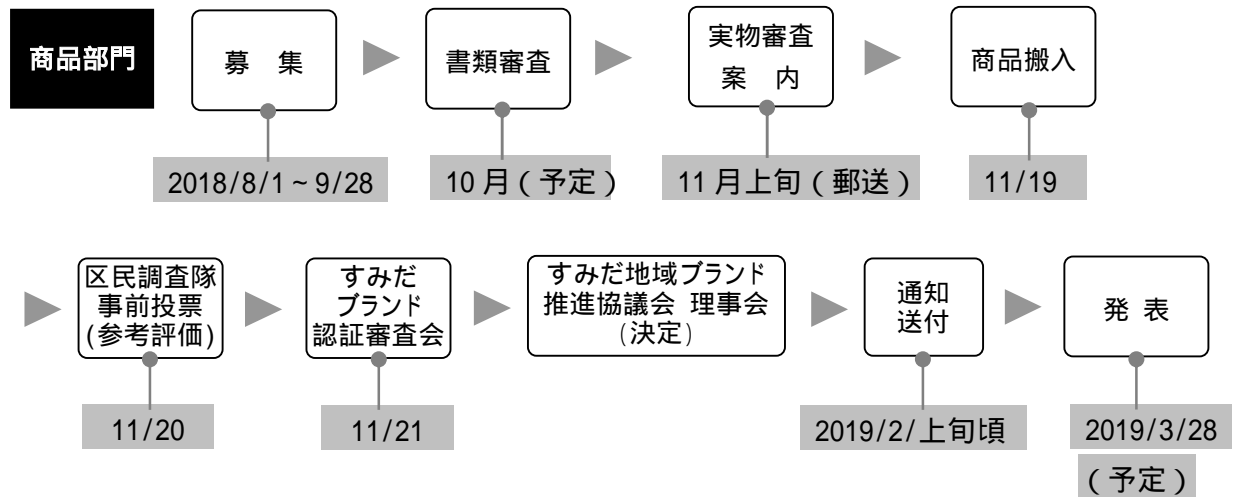 商品部門
募 集
書類審査
実物審査
案 内
商品搬入
2018/8/1～9/28
10月（予定）
11月上旬（郵送）
11/19
区民調査隊
事前投票
(参考評価)
すみだ
ブランド
認証審査会
すみだ地域ブランド
推進協議会 理事会
(決定)
通知
送付
発 表
11/20
11/21
2019/2/上旬頃
2019/3/28
（予定）